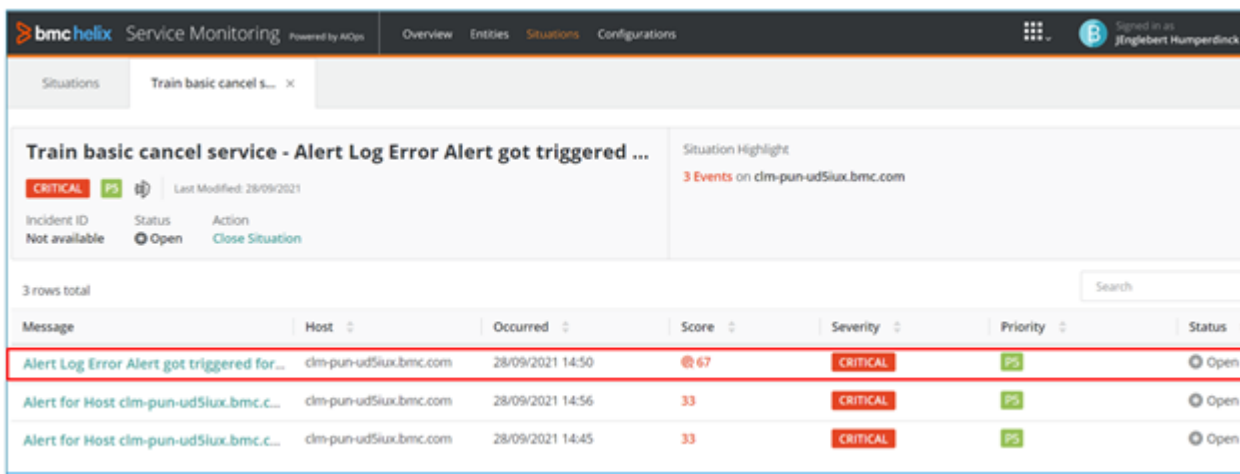 bmchelix Service Monitoring Powered by AIOps Overview Entities Situations Configurations Signed in as
B JEnglebert Humperdinck
Situations Train basic cancel s... ×
Train basic cancel service - Alert Log Error Alert got triggered ...
Situation Highlight
3 Events on clm-pun-ud5iux.bmc.com
CRITICAL P5 Last Modified: 28/09/2021
Incident ID Status Action
Not available Open Close Situation
3 rows total Search
Message Host Occurred Score Severity Priority Status
Alert Log Error Alert got triggered for... clm-pun-ud5iux.bmc.com 28/09/2021 14:50 67 CRITICAL P5 Open
Alert for Host clm-pun-ud5iux.bmc.c... clm-pun-ud5iux.bmc.com 28/09/2021 14:56 33 CRITICAL P5 Open
Alert for Host clm-pun-ud5iux.bmc.c... clm-pun-ud5iux.bmc.com 28/09/2021 14:45 33 CRITICAL P5 Open